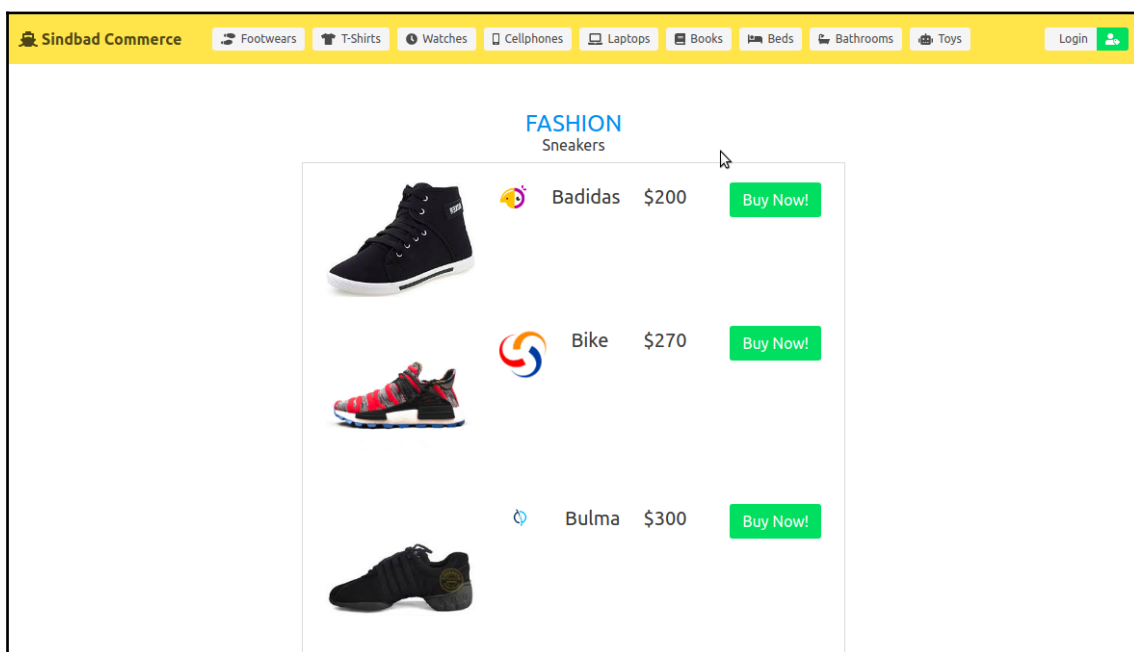 Sindbad Commerce Footwears T-Shirts Watches Cellphones Laptops Books Beds Bathrooms Toys Login
FASHION
Sneakers
Badidas $200 Buy Now!
Bike $270 Buy Now!
Bulma $300 Buy Now!